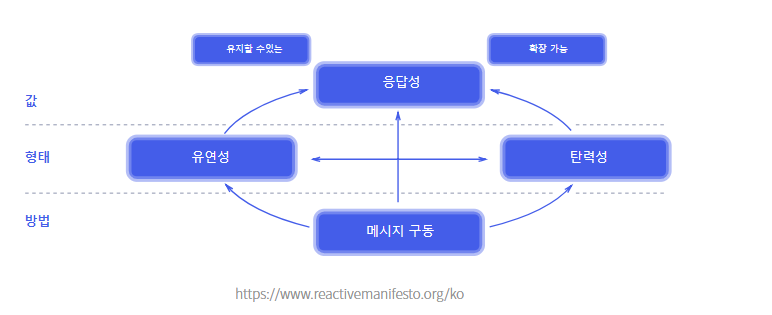 유지할 수있는
확장 가능
응답성
값
형태
유연성
탄력성
방법
메시지 구동
https://www.reactivemanifesto.org/ko